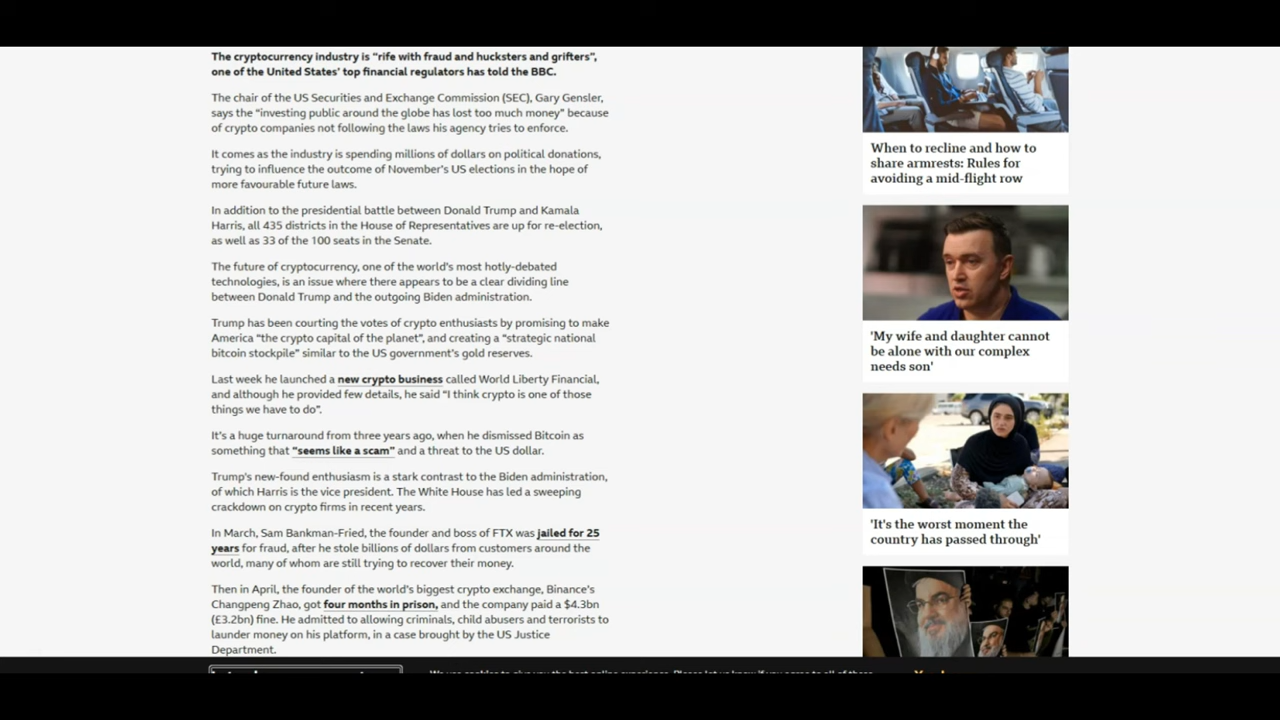 The cryptocurrency industry is “rife with fraud and hucksters and grifters”,
one of the United States’ top financial regulators has told the BBC.
The chair of the US Securities and Exchange Commission (SEC), Gary Gensler,
says the “investing public around the globe has lost too much money” because
of crypto companies not following the laws his agency tries to enforce.
It comes as the industry is spending millions of dollars on political donations,
trying to influence the outcome of November’s US elections in the hope of
more favourable future laws.
In addition to the presidential battle between Donald Trump and Kamala
Harris, all 435 districts in the House of Representatives are up for re-election,
as well as 33 of the 100 seats in the Senate.
The future of cryptocurrency, one of the world’s most hotly-debated
technologies, is an issue where there appears to be a clear dividing line
between Donald Trump and the outgoing Biden administration.
Trump has been courting the votes of crypto enthusiasts by promising to make
America “the crypto capital of the planet”, and creating a “strategic national
bitcoin stockpile” similar to the US government’s gold reserves.
Last week he launched a new crypto business called World Liberty Financial,
and although he provided few details, he said “I think crypto is one of those
things we have to do”.
It’s a huge turnaround from three years ago, when he dismissed Bitcoin as
something that “seems like a scam” and a threat to the US dollar.
Trump’s new-found enthusiasm is a stark contrast to the Biden administration,
of which Harris is the vice president. The White House has led a sweeping
crackdown on crypto firms in recent years.
In March, Sam Bankman-Fried, the founder and boss of FTX was jailed for 25
years for fraud, after he stole billions of dollars from customers around the
world, many of whom are still trying to recover their money.
Then in April, the founder of the world’s biggest crypto exchange, Binance’s
Changpeng Zhao, got four months in prison, and the company paid a $4.3bn
(£3.2bn) fine. He admitted to allowing criminals, child abusers and terrorists to
launder money on his platform, in a case brought by the US Justice
Department.
When to recline and how to
share armrests: Rules for
avoiding a mid-flight row
'My wife and daughter cannot
be alone with our complex
needs son'
'It's the worst moment the
country has passed through'
We use cookies to give you the best online experience. Please let us know if you agree to all of these